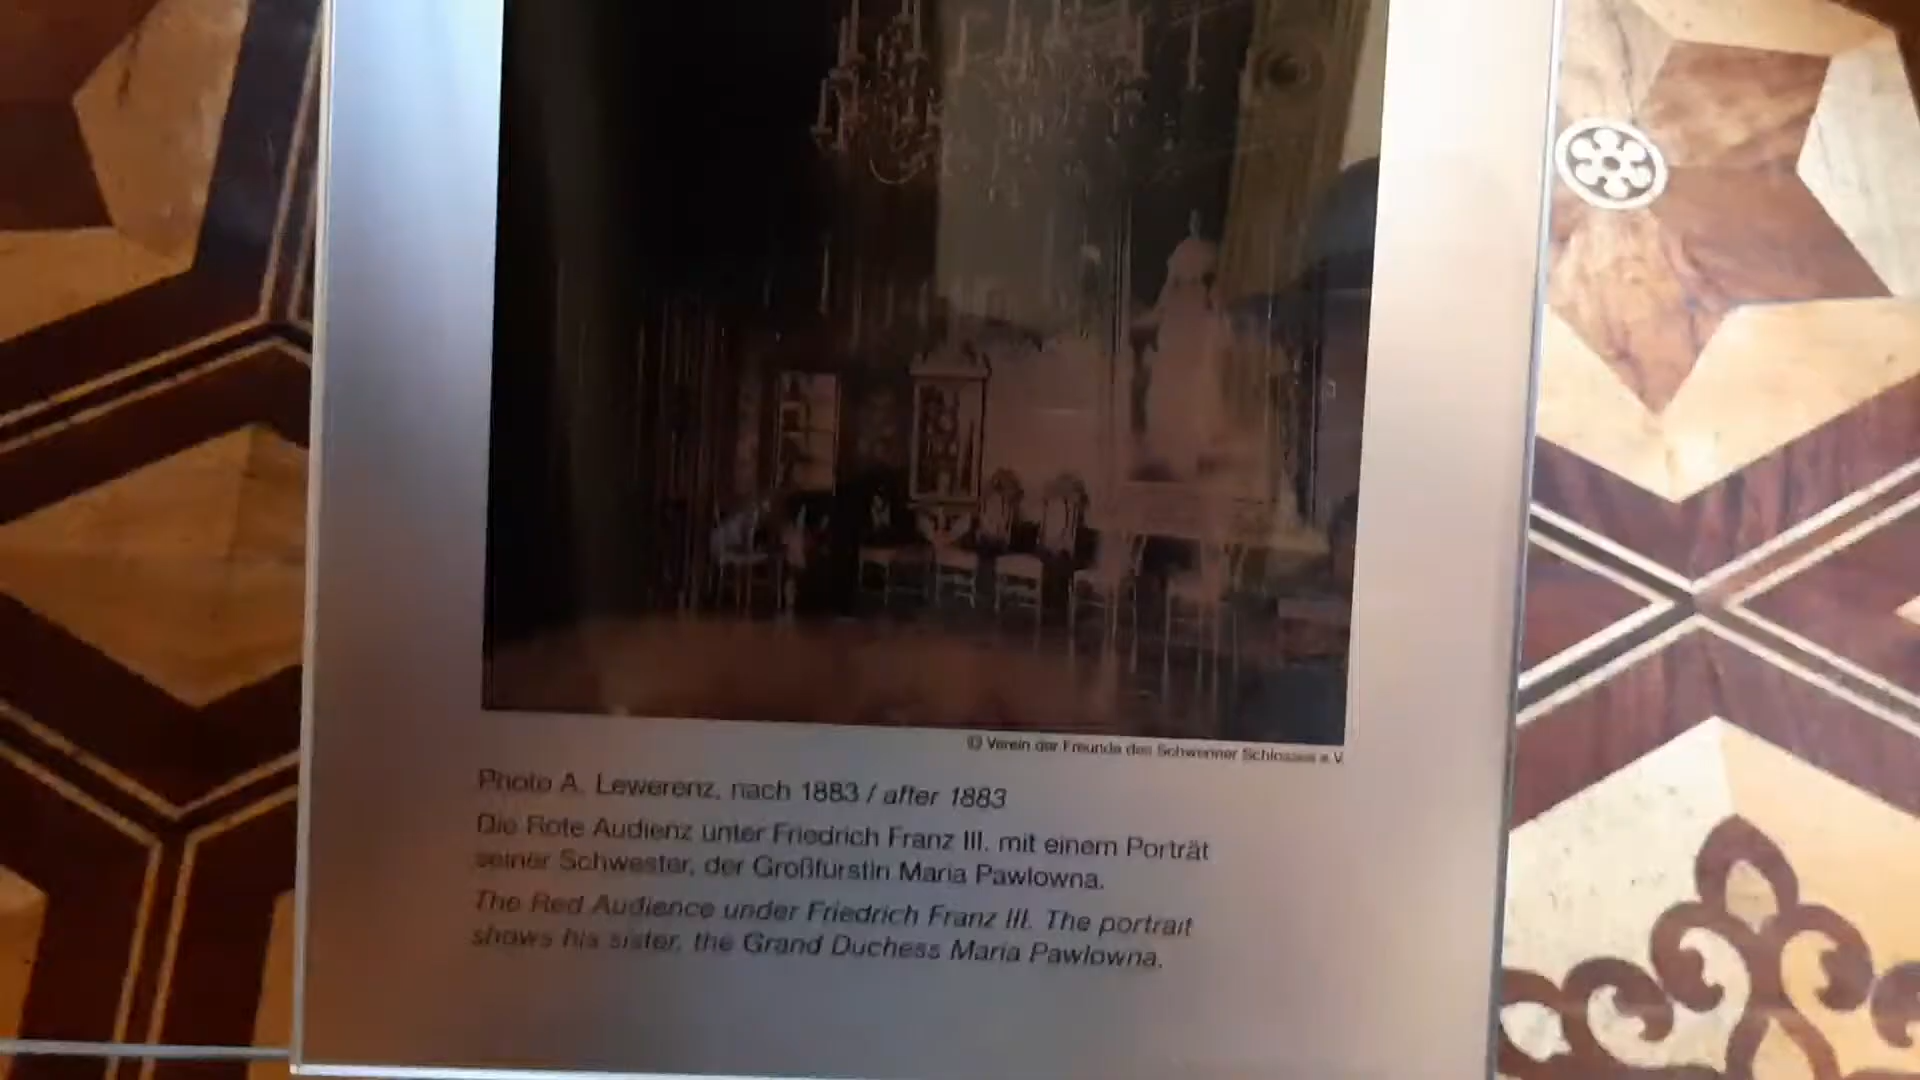 © Verein der Freunde des Schweriner Schlosses e.V.
Photo A. Lewerenz, nach 1883 / after 1883
Die Rote Audienz unter Friedrich Franz III. mit einem Porträt
seiner Schwester, der Großfürstin Maria Pawlowna.
The Red Audience under Friedrich Franz III. The portrait
shows his sister, the Grand Duchess Maria Pawlowna.